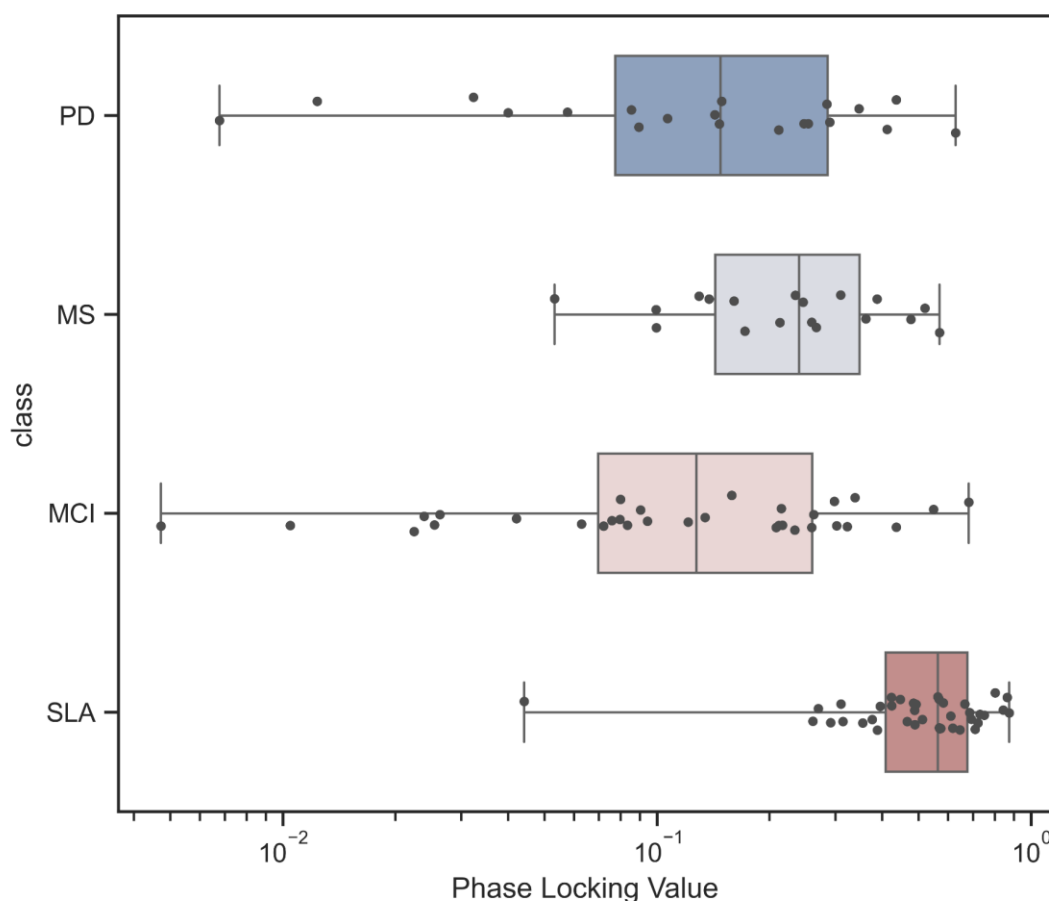 PD
MS
MCI
SLA
class
10⁻² 10⁻¹ 10⁰
Phase Locking Value